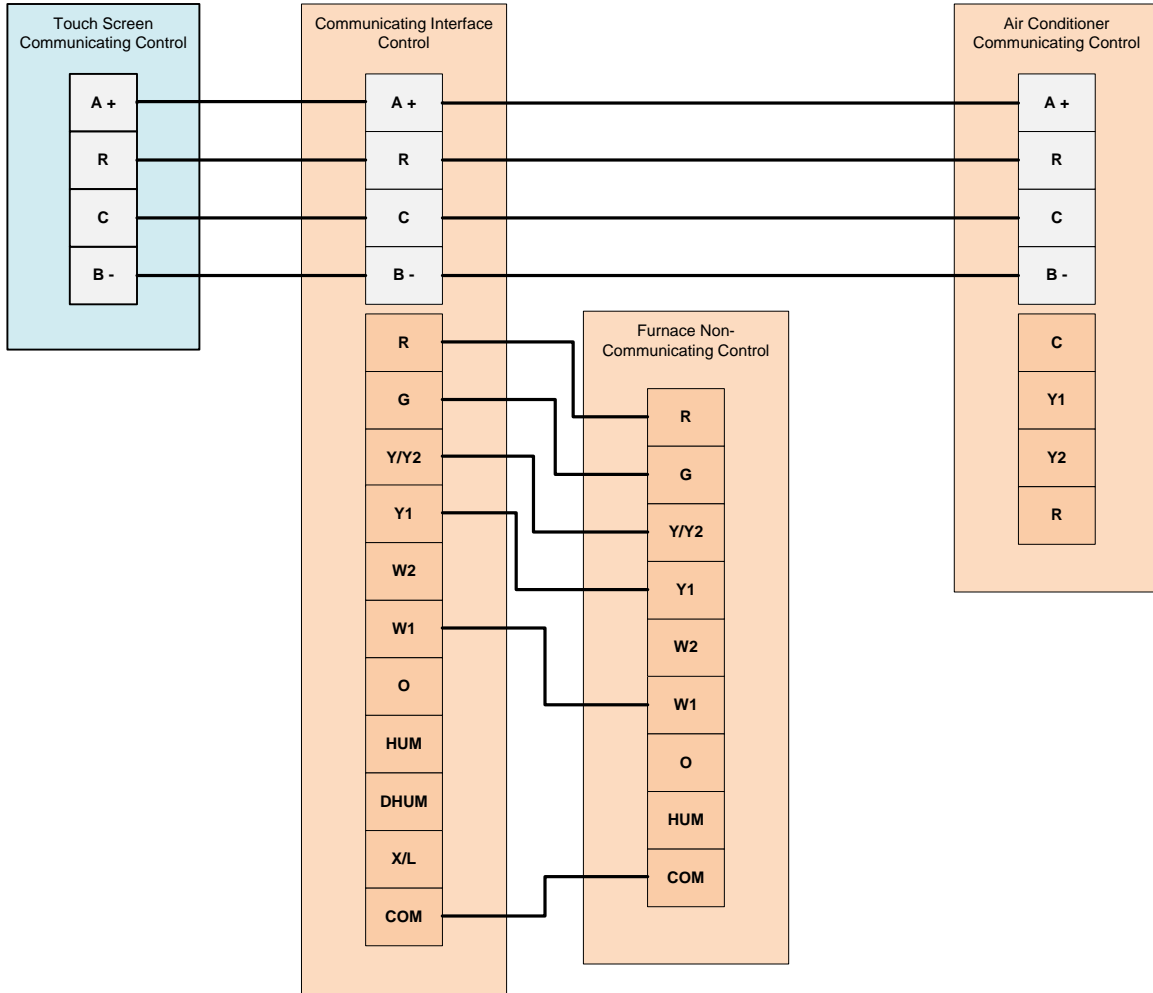 Touch Screen
Communicating Control
A +
R
C
B -
Communicating Interface
Control
A +
R
C
B -
R
G
Y/Y2
Y1
W2
W1
O
HUM
DHUM
X/L
COM
Furnace Non-
Communicating Control
R
G
Y/Y2
Y1
W2
W1
O
HUM
COM
Air Conditioner
Communicating Control
A +
R
C
B -
C
Y1
Y2
R